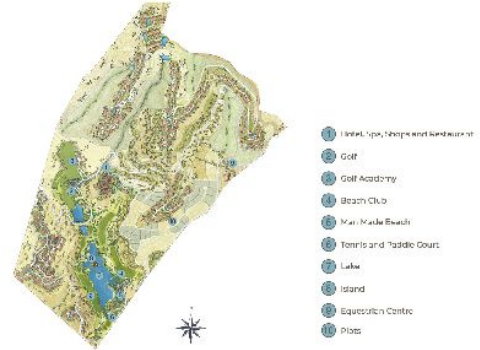 1 Hotel, Spa, Shops and Restaurant
2 Golf
3 Golf Academy
4 Beach Club
5 Man Made Beach
6 Tennis and Paddle Court
7 Lake
8 Island
9 Equestrian Centre
10 Plots